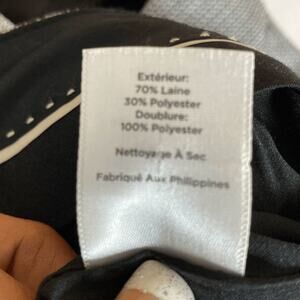 Extérieur:
70% Laine
30% Polyester
Doublure:
100% Polyester
Nettoyage À Sec
Fabriqué Aux Philippines